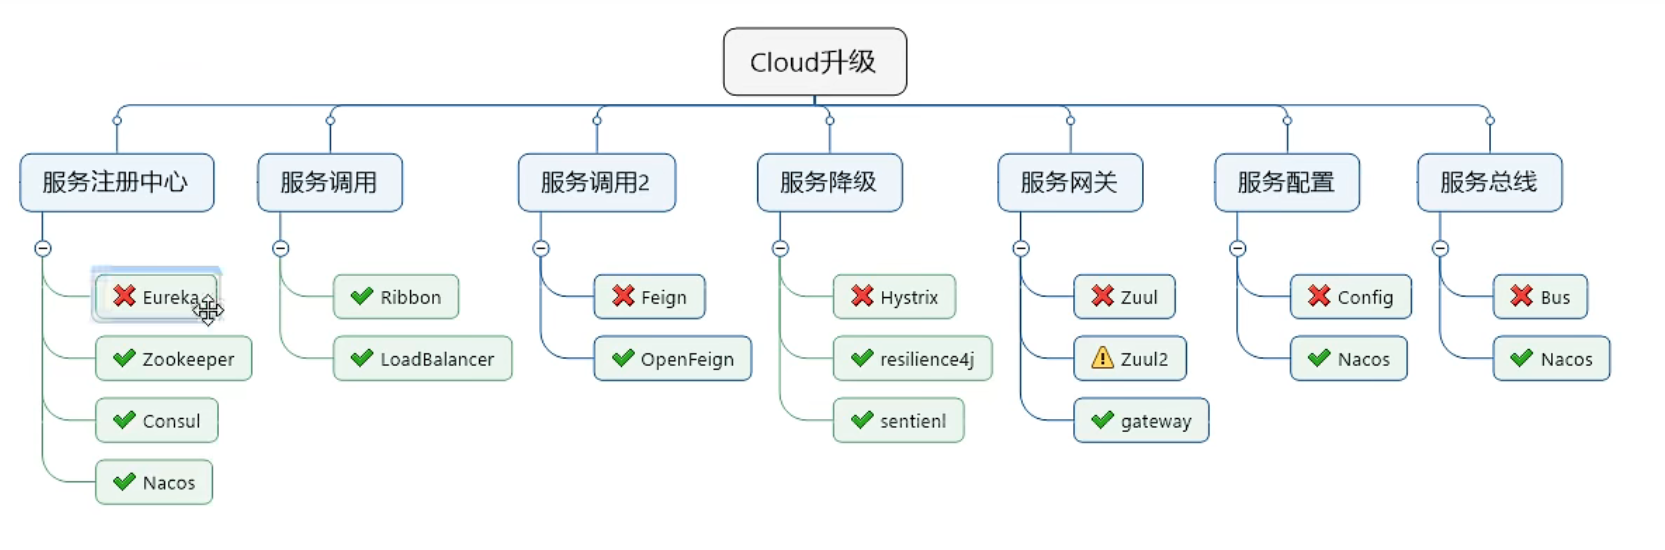 Cloud升级
服务注册中心
服务调用
服务调用2
服务降级
服务网关
服务配置
服务总线
Eureka
Ribbon
Feign
Hystrix
Zuul
Config
Bus
Zookeeper
LoadBalancer
OpenFeign
resilience4j
Zuul2
Nacos
Nacos
Consul
sentienl
gateway
Nacos